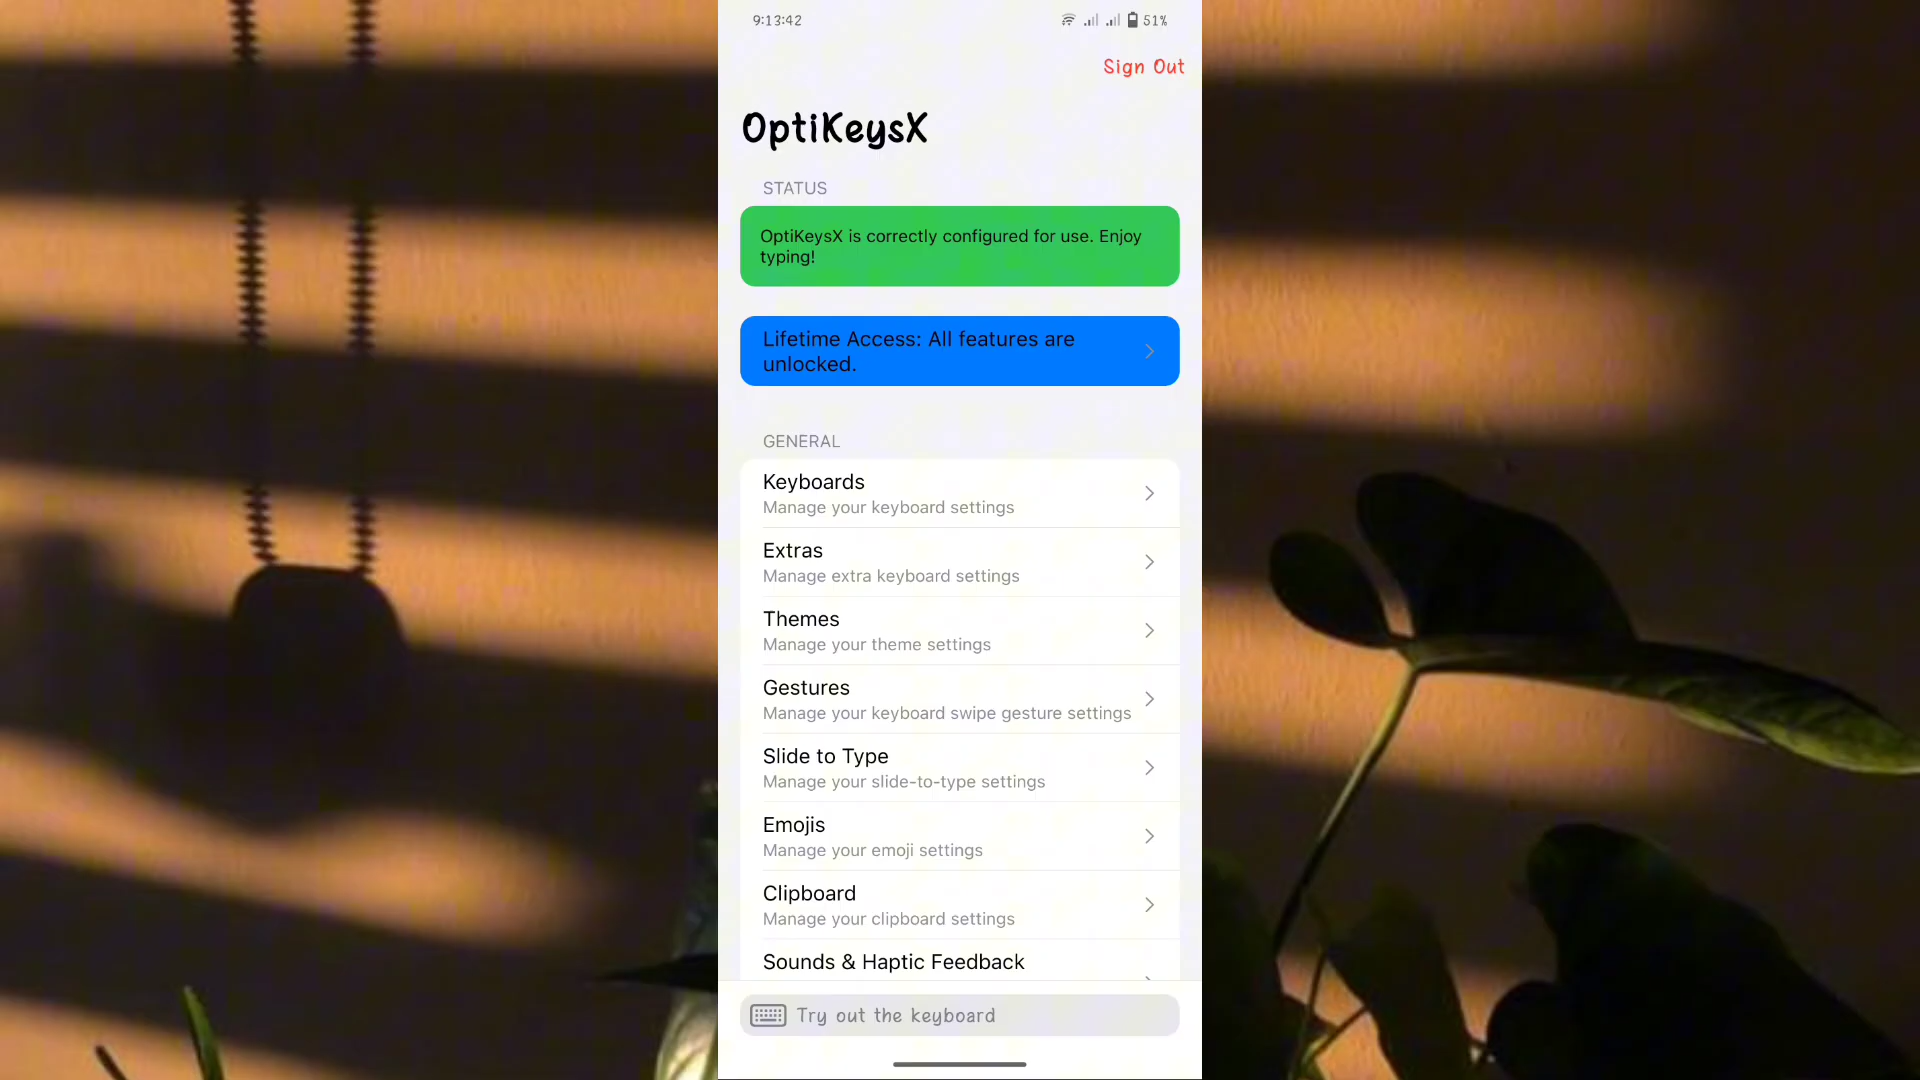 9:13:42
51%
Sign Out
OptiKeysX
STATUS
OptiKeysX is correctly configured for use. Enjoy
typing!
Lifetime Access: All features are
unlocked.
GENERAL
Keyboards
Manage your keyboard settings
Extras
Manage extra keyboard settings
Themes
Manage your theme settings
Gestures
Manage your keyboard swipe gesture settings
Slide to Type
Manage your slide-to-type settings
Emojis
Manage your emoji settings
Clipboard
Manage your clipboard settings
Sounds & Haptic Feedback
Try out the keyboard